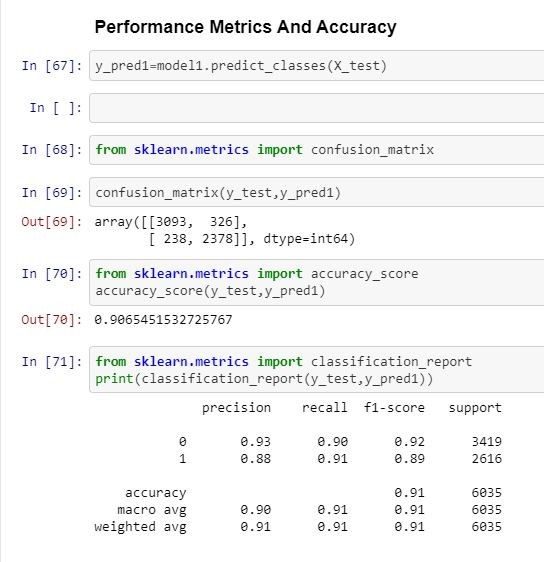 Performance Metrics And Accuracy
In [67]: y_pred1=model1.predict_classes(X_test)
In [ ]:
In [68]: from sklearn.metrics import confusion_matrix
In [69]: confusion_matrix(y_test,y_pred1)
Out[69]: array([[3093,  326],
       [ 238, 2378]], dtype=int64)
In [70]: from sklearn.metrics import accuracy_score
accuracy_score(y_test,y_pred1)
Out[70]: 0.9065451532725767
In [71]: from sklearn.metrics import classification_report
print(classification_report(y_test,y_pred1))
precision    recall  f1-score   support
0       0.93      0.90      0.92      3419
1       0.88      0.91      0.89      2616
accuracy                           0.91      6035
macro avg       0.90      0.91      0.91      6035
weighted avg       0.91      0.91      0.91      6035